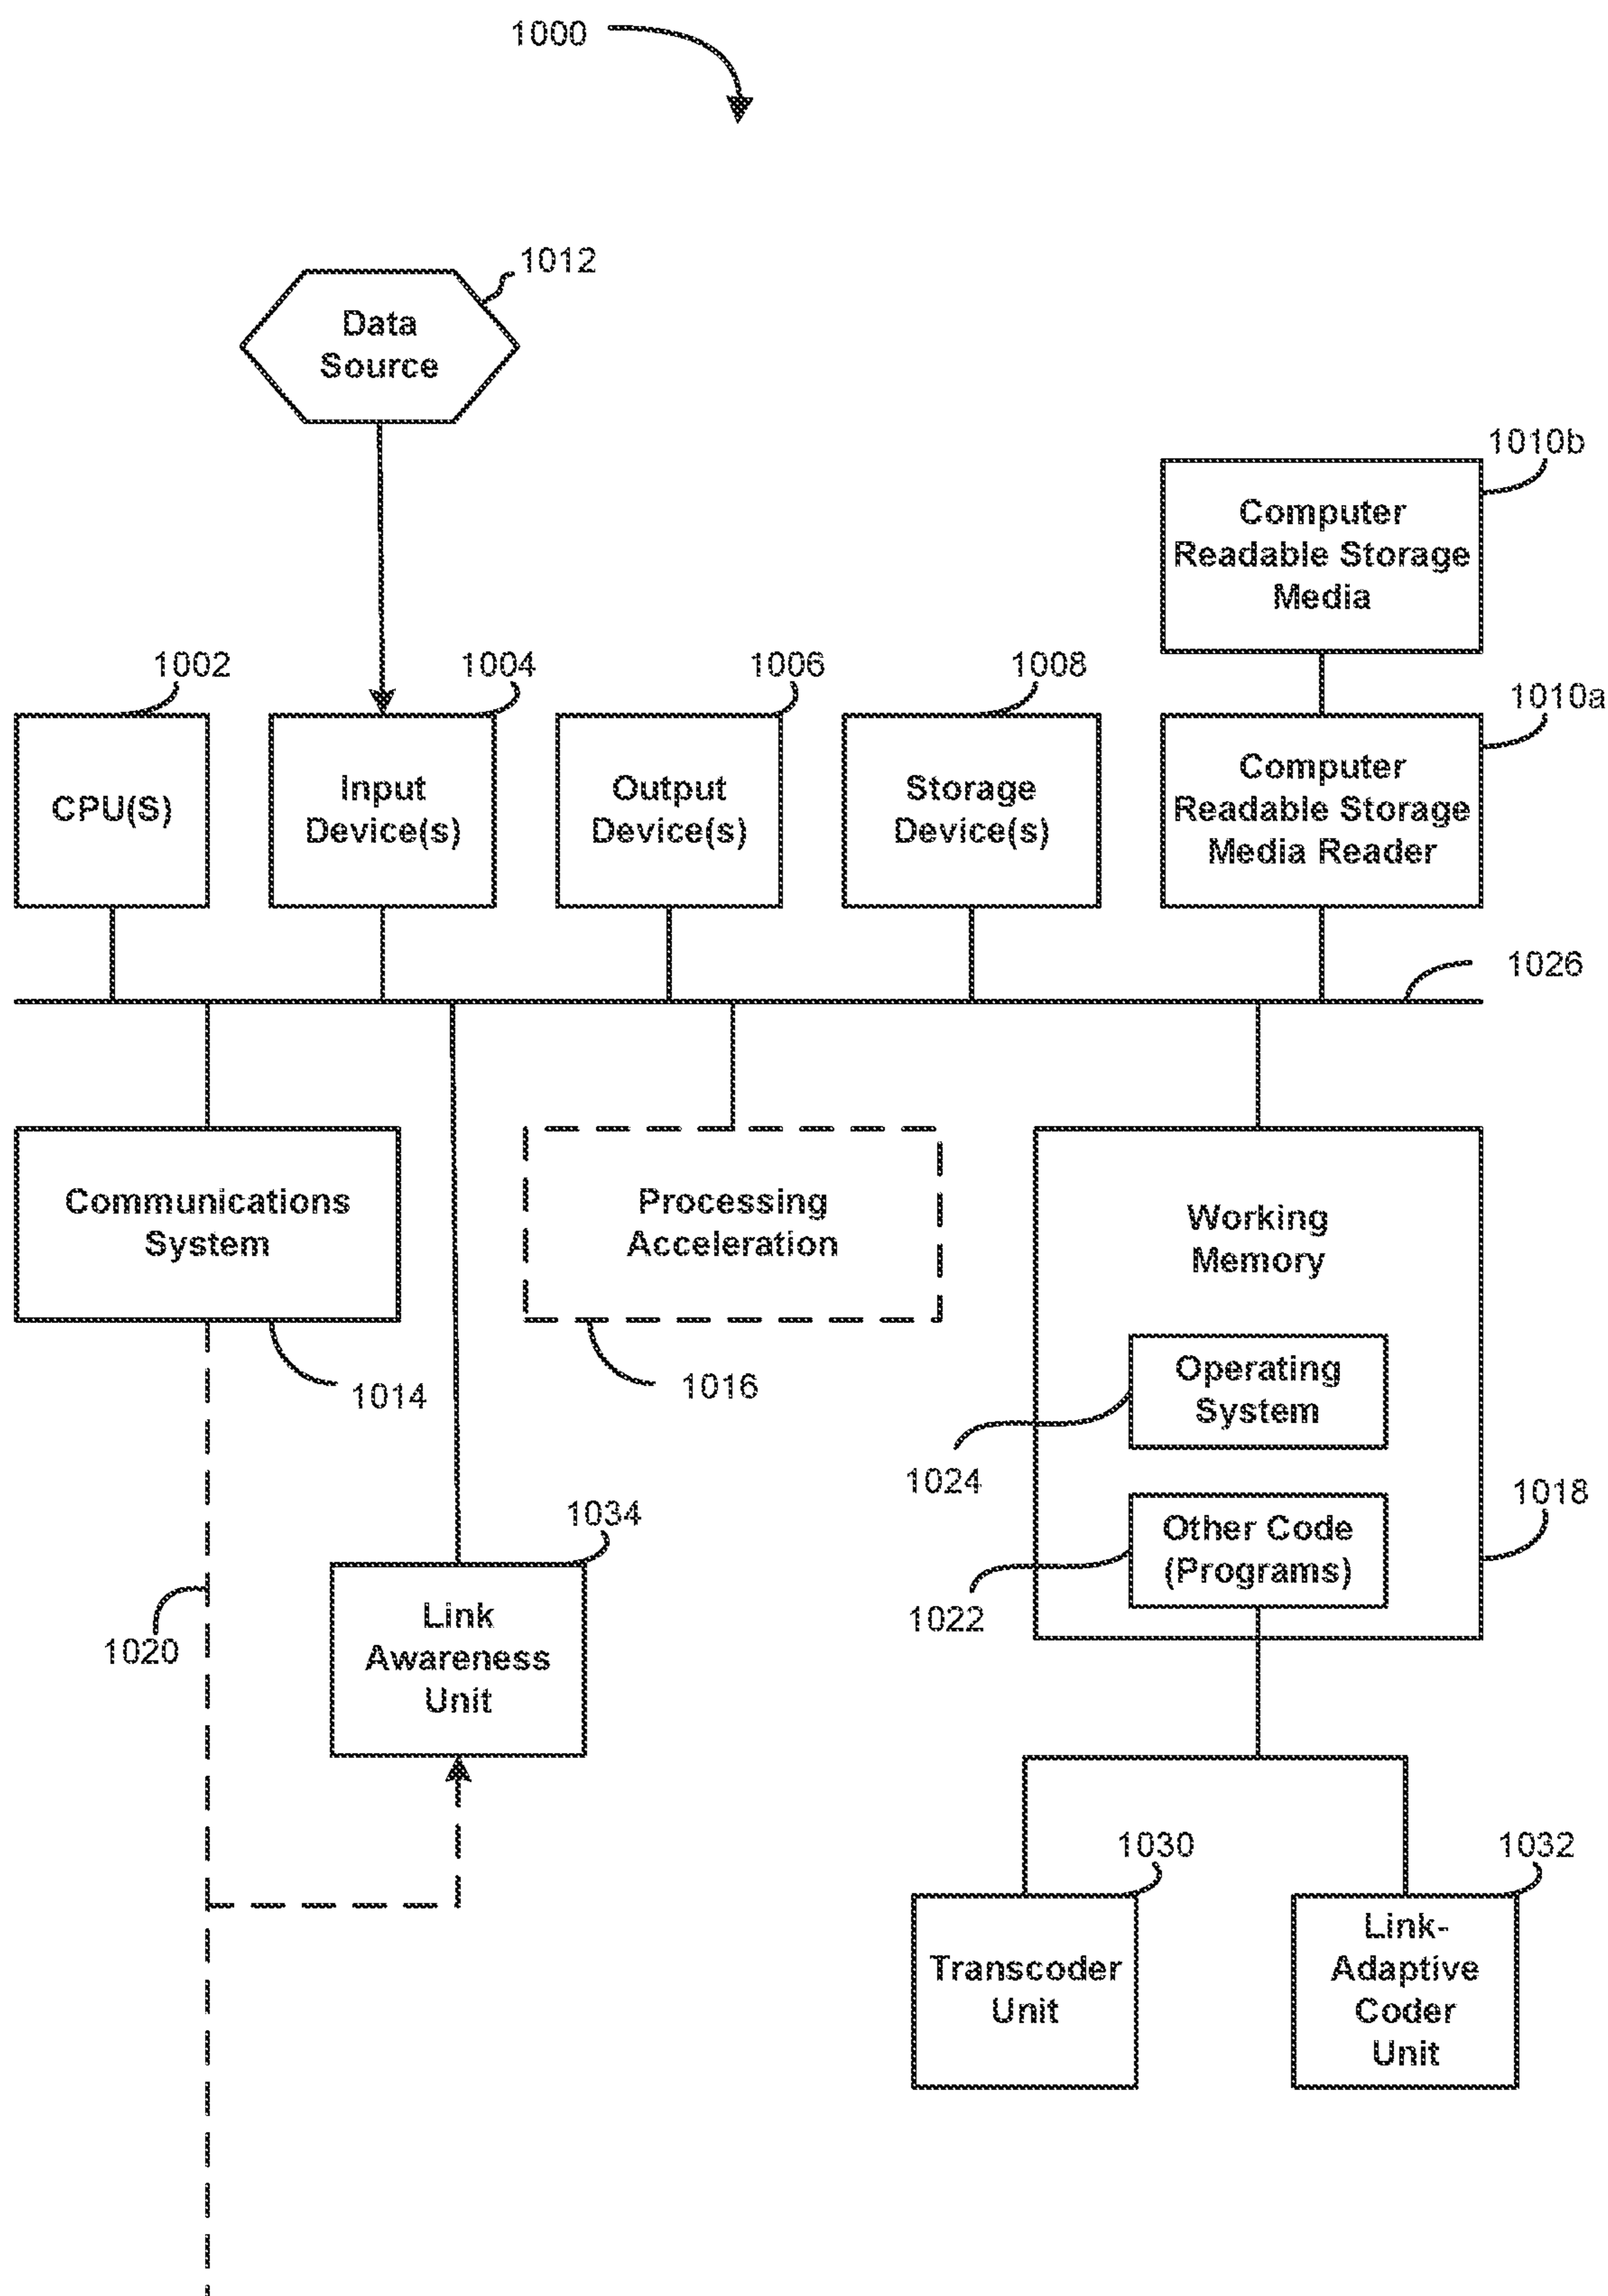 1000
1012
Data
Source
1010b
Computer
Readable Storage
Media
1002
1004
1006
1008
1010a
CPU(S)
Input
Device(s)
Output
Device(s)
Storage
Device(s)
Computer
Readable Storage
Media Reader
1026
Communications
System
Processing
Acceleration
Working
Memory
1014
1016
Operating
System
1024
1018
1034
Other Code
(Programs)
1022
1020
Link
Awareness
Unit
1030
1032
Transcoder
Unit
Link-
Adaptive
Coder
Unit